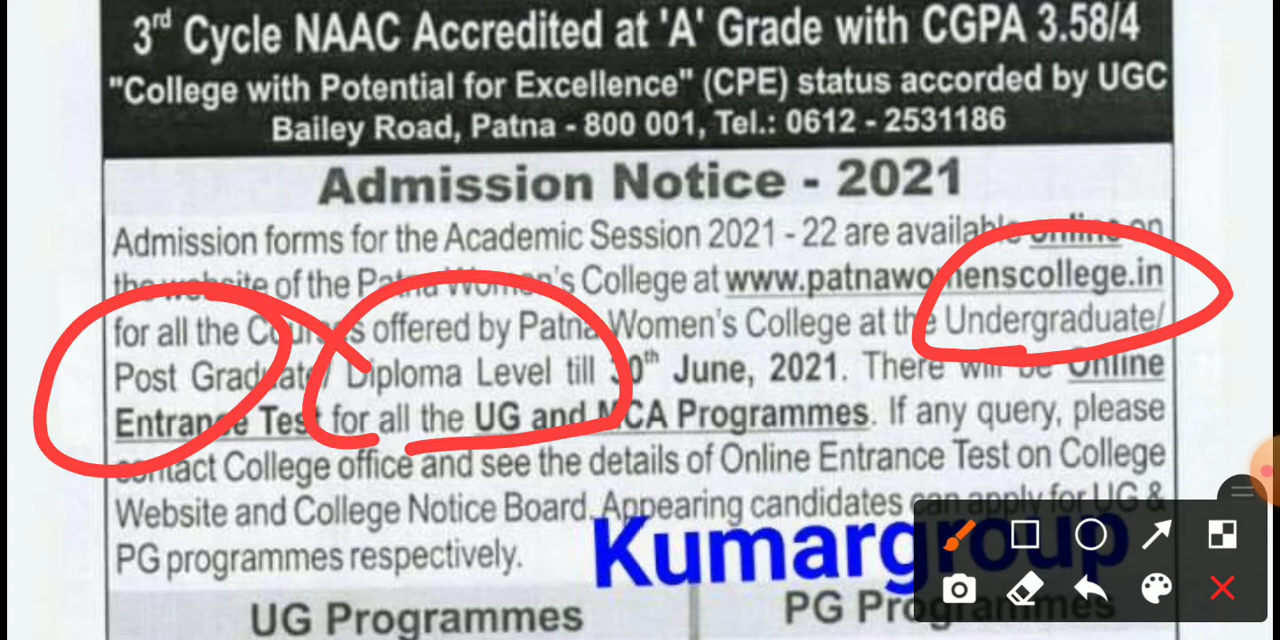 3rd Cycle NAAC Accredited at 'A' Grade with CGPA 3.58/4
"College with Potential for Excellence" (CPE) status accorded by UGC
Bailey Road, Patna - 800 001, Tel.: 0612 - 2531186
Admission Notice - 2021
Admission forms for the Academic Session 2021 - 22 are available online on
the website of the Patna Women's College at www.patnawomenscollege.in
for all the Courses offered by Patna Women's College at the Undergraduate/
Post Graduate/ Diploma Level till 30th June, 2021. There will be Online
Entrance Test for all the UG and MCA Programmes. If any query, please
contact College office and see the details of Online Entrance Test on College
Website and College Notice Board. Appearing candidates can apply for UG &
PG programmes respectively.
Kumargroup
UG Programmes
PG Programmes